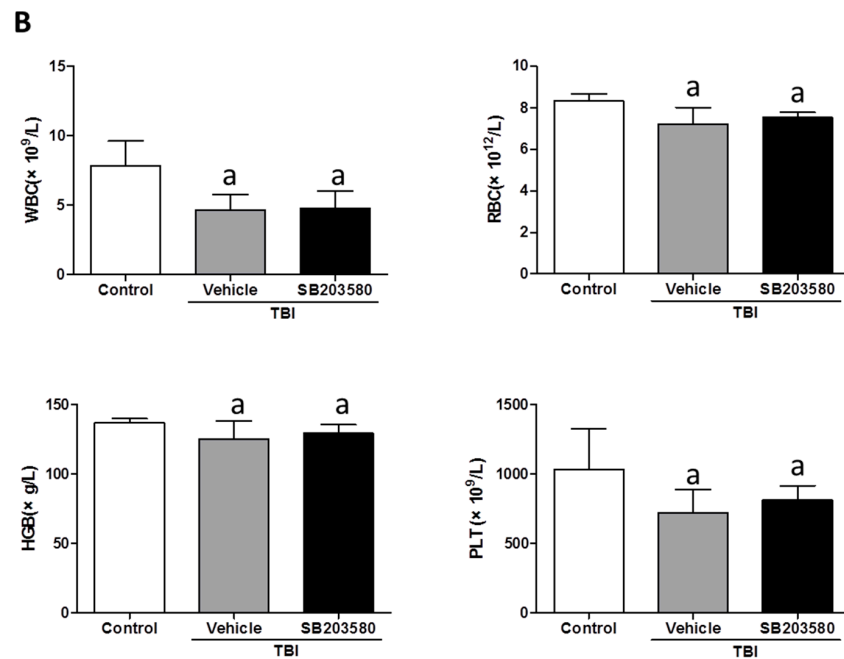 B
WBC(× 10⁹/L)
15
10
5
0
a
a
Control
Vehicle
SB203580
TBI
RBC(× 10¹²/L)
10
8
6
4
2
0
a
a
Control
Vehicle
SB203580
TBI
HGB(× g/L)
150
100
50
0
a
a
Control
Vehicle
SB203580
TBI
PLT(× 10⁹/L)
1500
1000
500
0
a
a
Control
Vehicle
SB203580
TBI